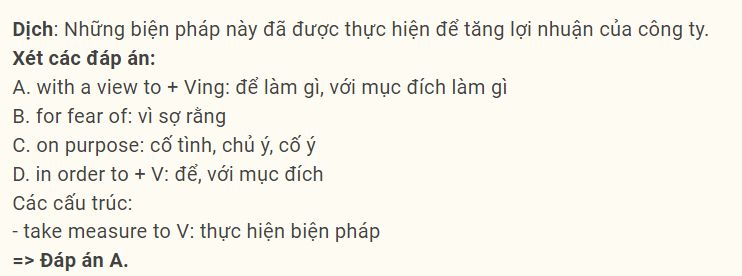 Dịch: Những biện pháp này đã được thực hiện để tăng lợi nhuận của công ty.
Xét các đáp án:
A. with a view to + Ving: để làm gì, với mục đích làm gì
B. for fear of: vì sợ rằng
C. on purpose: cố tình, chủ ý, cố ý
D. in order to + V: để, với mục đích
Các cấu trúc:
- take measure to V: thực hiện biện pháp
=> Đáp án A.